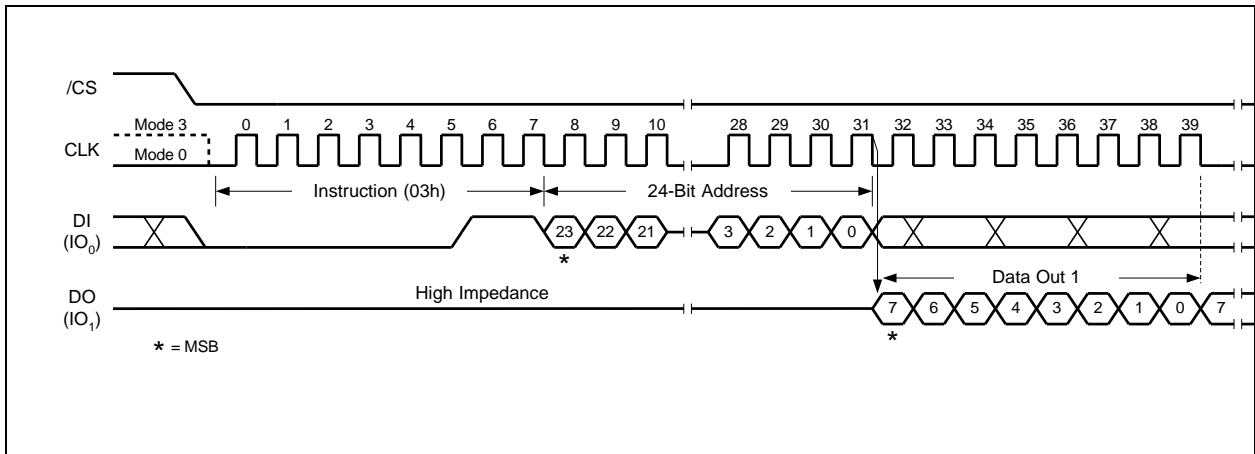 /CS
Mode 3
CLK
Mode 0
0 1 2 3 4 5 6 7 8 9 10 28 29 30 31 32 33 34 35 36 37 38 39
Instruction (03h)
24-Bit Address
DI
(IO0)
23 22 21 3 2 1 0
*
Data Out 1
High Impedance
DO
(IO1)
7 6 5 4 3 2 1 0 7
*
* = MSB